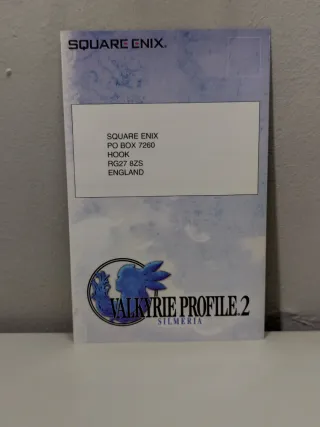 SQUARE ENIX.
SQUARE ENIX
PO BOX 7260
HOOK
RG27 8ZS
ENGLAND
VALKYRIE PROFILE 2
SILMERIA